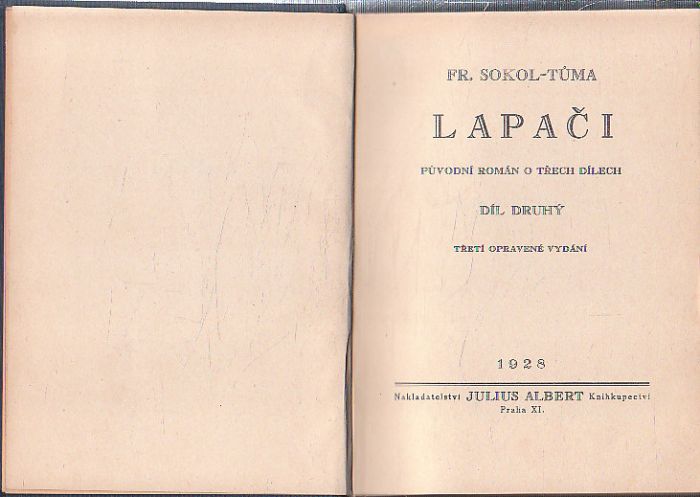 FR. SOKOL-TŮMA
LAPAČI
PŮVODNÍ ROMÁN O TŘECH DÍLECH
DÍL DRUHÝ
TŘETÍ OPRAVENÉ VYDÁNÍ
1928
Nakladatelství JULIUS ALBERT Knihkupectví
Praha XI.